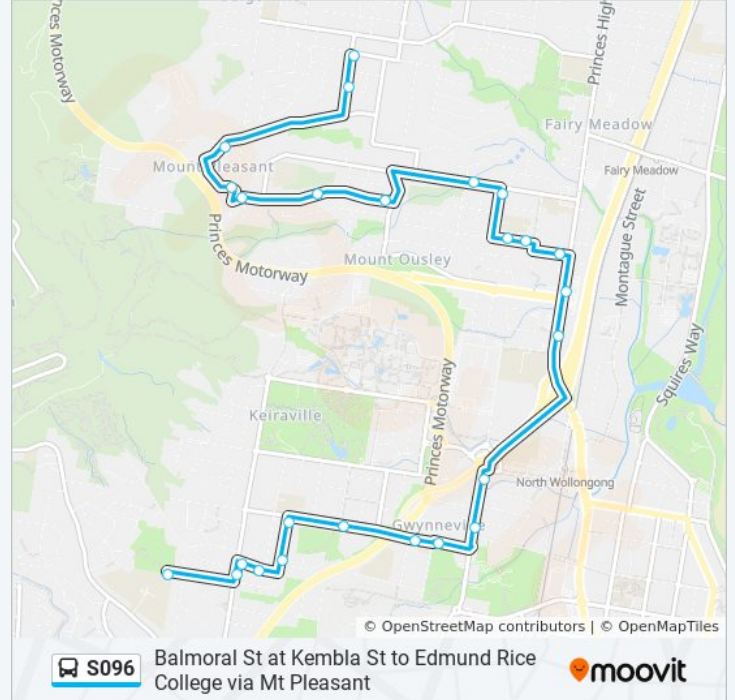 nces Motorway
Princes High
Fairy Meadow
Fairy Meadow
Mount Pleasant
Montague Street
Princes Motorway
Mount Ousley
Squires Way
Princes Motorway
Keiraville
North Wollongong
Gwynneville
© OpenStreetMap contributors | © OpenMapTiles
S096
Balmoral St at Kembla St to Edmund Rice
College via Mt Pleasant
moovit